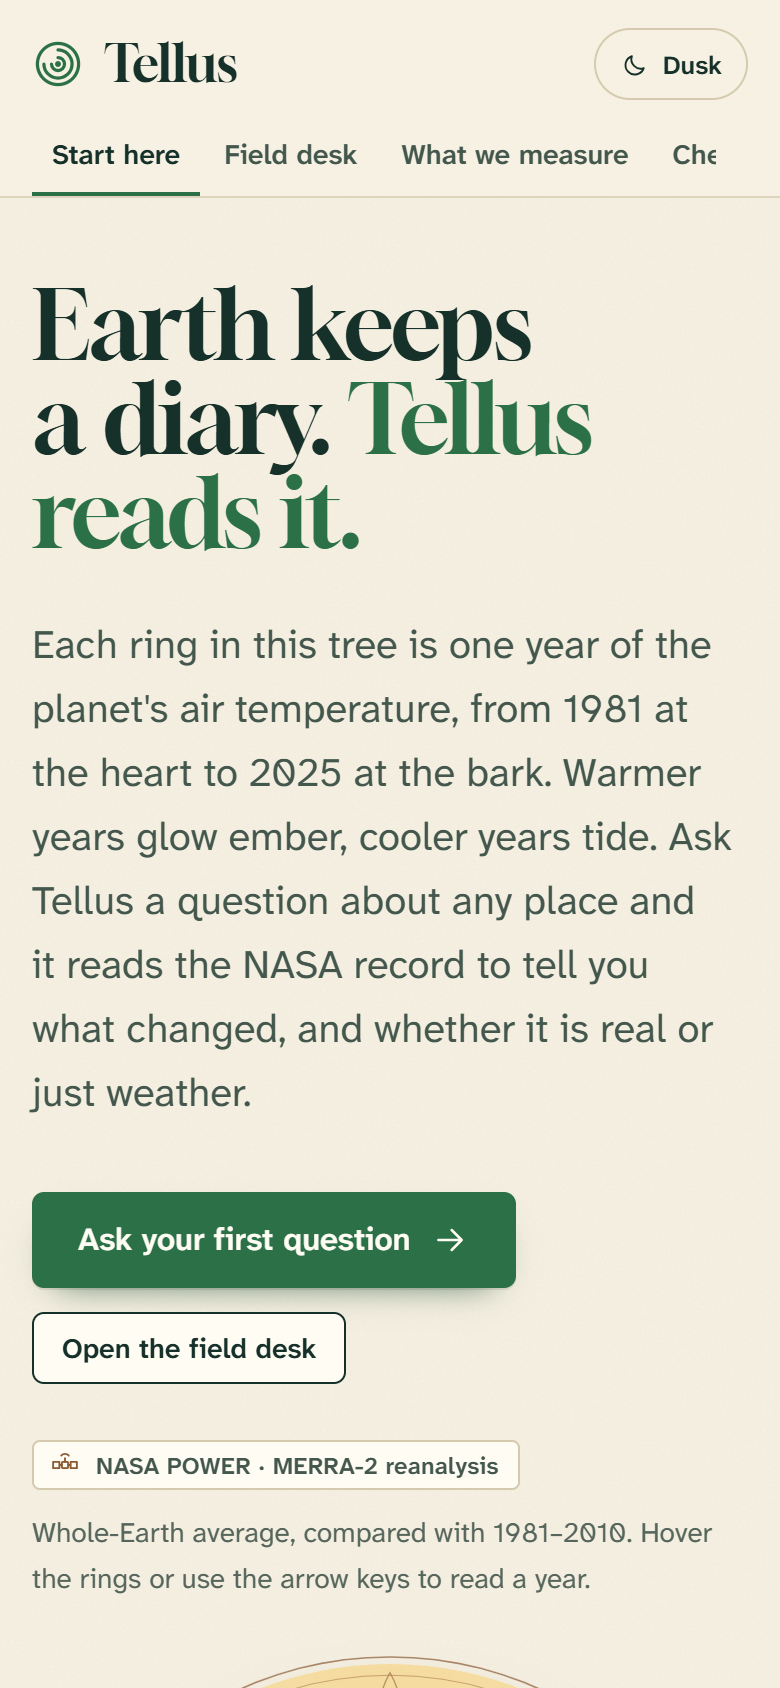 Tellus
Dusk
Start here
Field desk
What we measure
Che
Earth keeps
a diary. Tellus
reads it.
Each ring in this tree is one year of the
planet's air temperature, from 1981 at
the heart to 2025 at the bark. Warmer
years glow ember, cooler years tide. Ask
Tellus a question about any place and
it reads the NASA record to tell you
what changed, and whether it is real or
just weather.
Ask your first question →
Open the field desk
NASA POWER · MERRA-2 reanalysis
Whole-Earth average, compared with 1981–2010. Hover
the rings or use the arrow keys to read a year.